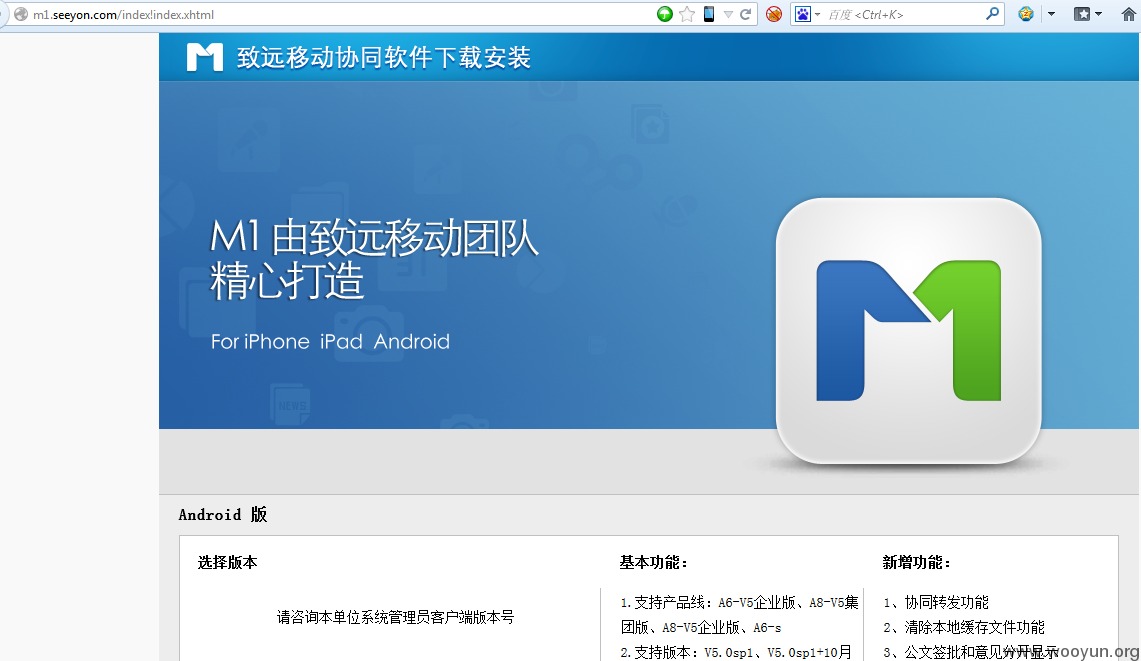 m1.seeyon.com/index!index.xhtml
百度 <Ctrl+K>
M1 致远移动协同软件下载安装
M1 由致远移动团队
精心打造
For iPhone iPad Android
NEWS
Android 版
选择版本
请咨询本单位系统管理员客户端版本号
基本功能：
1.支持产品线：A6-V5企业版、A8-V5集
团版、A8-V5企业版、A6-s
2.支持版本：V5.0sp1、V5.0sp1+10月
新增功能：
1、协同转发功能
2、清除本地缓存文件功能
3、公文签批和意见分开显示
www.wooyun.org